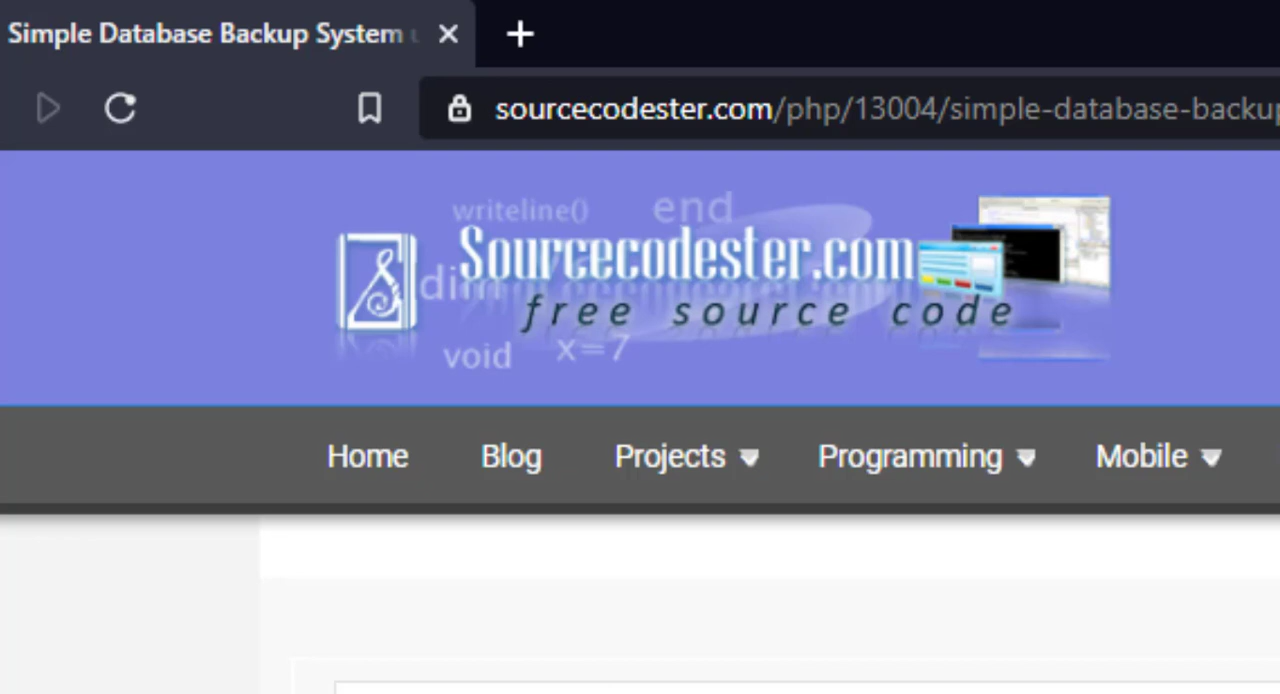 Simple Database Backup System
sourcecodester.com/php/13004/simple-database-backup
writeline() end
Sourcecodester.com
dim
free source code
void x=7
Home Blog Projects Programming Mobile